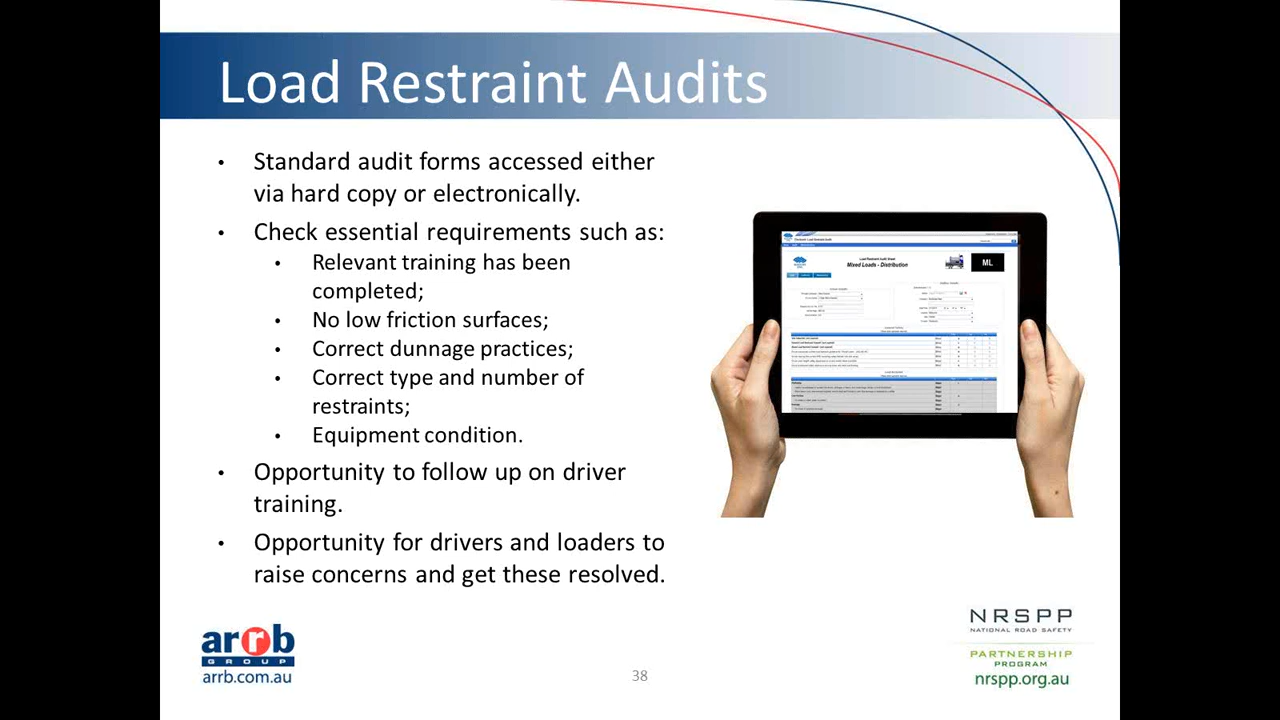 Load Restraint Audits
• Standard audit forms accessed either
via hard copy or electronically.
• Check essential requirements such as:
• Relevant training has been
completed;
• No low friction surfaces;
• Correct dunnage practices;
• Correct type and number of
restraints;
• Equipment condition.
• Opportunity to follow up on driver
training.
• Opportunity for drivers and loaders to
raise concerns and get these resolved.
Load Restraint Audit Sheet
Mixed Loads - Distribution
ML
arrb
GROUP
arrb.com.au
38
NRSPP
NATIONAL ROAD SAFETY
PARTNERSHIP
PROGRAM
nrspp.org.au